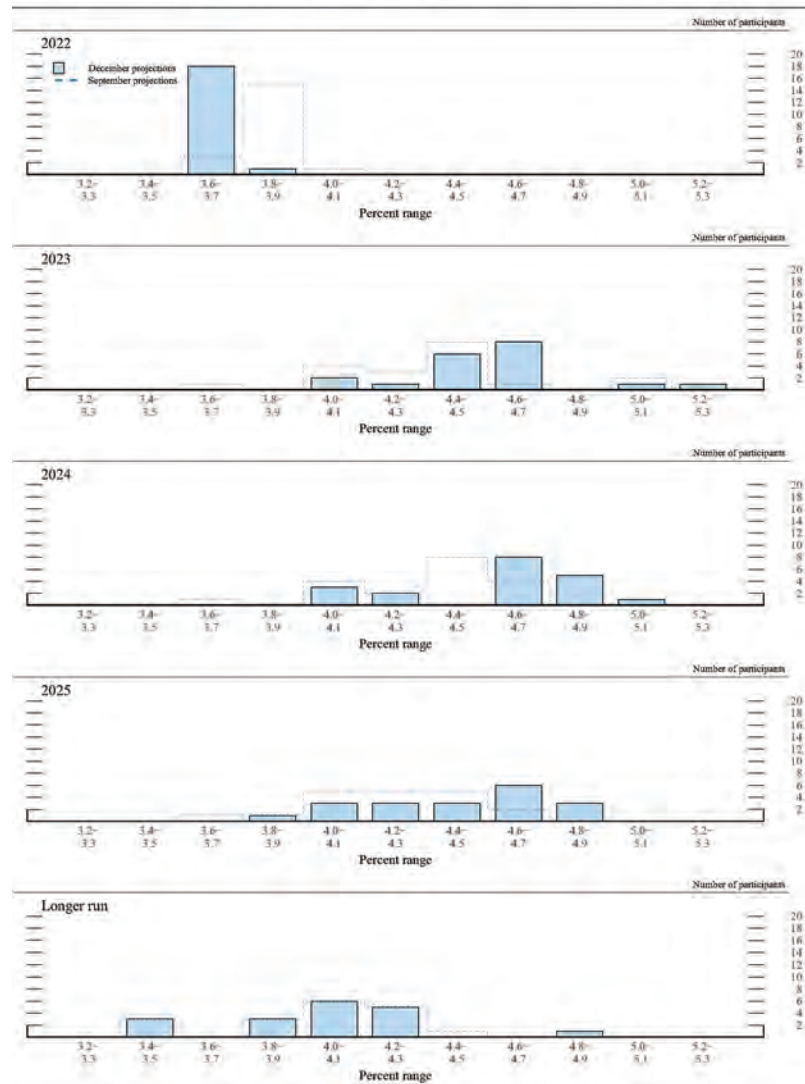 Number of participants
2022
December projections
September projections
20
18
16
14
12
10
8
6
4
2
3.2− 3.4− 3.6− 3.8− 4.0− 4.2− 4.4− 4.6− 4.8− 5.0− 5.2−
3.3 3.5 3.7 3.9 4.1 4.3 4.5 4.7 4.9 5.1 5.3
Percent range
Number of participants
2023
20
18
16
14
12
10
8
6
4
2
3.2− 3.4− 3.6− 3.8− 4.0− 4.2− 4.4− 4.6− 4.8− 5.0− 5.2−
3.3 3.5 3.7 3.9 4.1 4.3 4.5 4.7 4.9 5.1 5.3
Percent range
Number of participants
2024
20
18
16
14
12
10
8
6
4
2
3.2− 3.4− 3.6− 3.8− 4.0− 4.2− 4.4− 4.6− 4.8− 5.0− 5.2−
3.3 3.5 3.7 3.9 4.1 4.3 4.5 4.7 4.9 5.1 5.3
Percent range
Number of participants
2025
20
18
16
14
12
10
8
6
4
2
3.2− 3.4− 3.6− 3.8− 4.0− 4.2− 4.4− 4.6− 4.8− 5.0− 5.2−
3.3 3.5 3.7 3.9 4.1 4.3 4.5 4.7 4.9 5.1 5.3
Percent range
Number of participants
Longer run
20
18
16
14
12
10
8
6
4
2
3.2− 3.4− 3.6− 3.8− 4.0− 4.2− 4.4− 4.6− 4.8− 5.0− 5.2−
3.3 3.5 3.7 3.9 4.1 4.3 4.5 4.7 4.9 5.1 5.3
Percent range